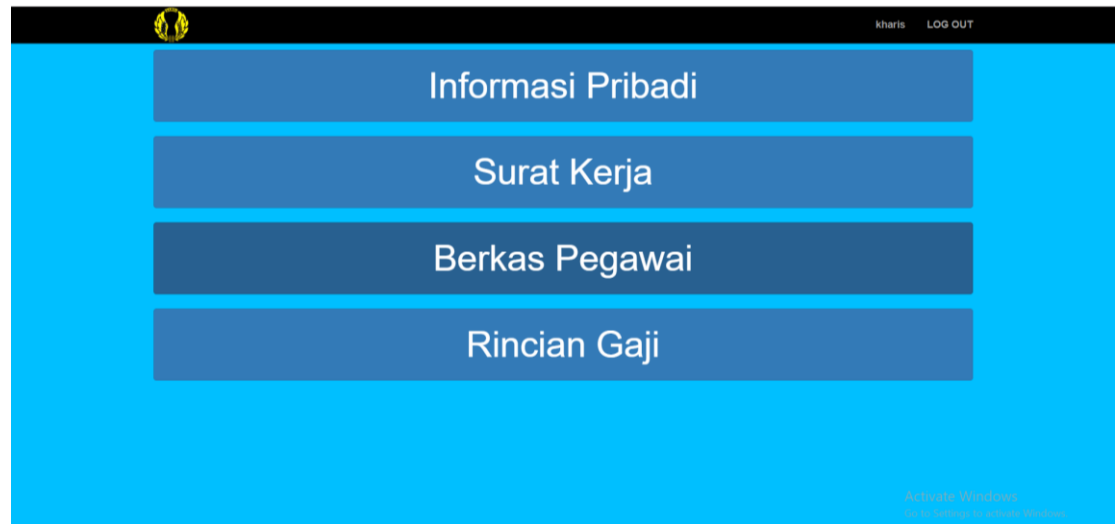 kharis LOG OUT
Informasi Pribadi
Surat Kerja
Berkas Pegawai
Rincian Gaji
Activate Windows
Go to Settings to activate Windows.